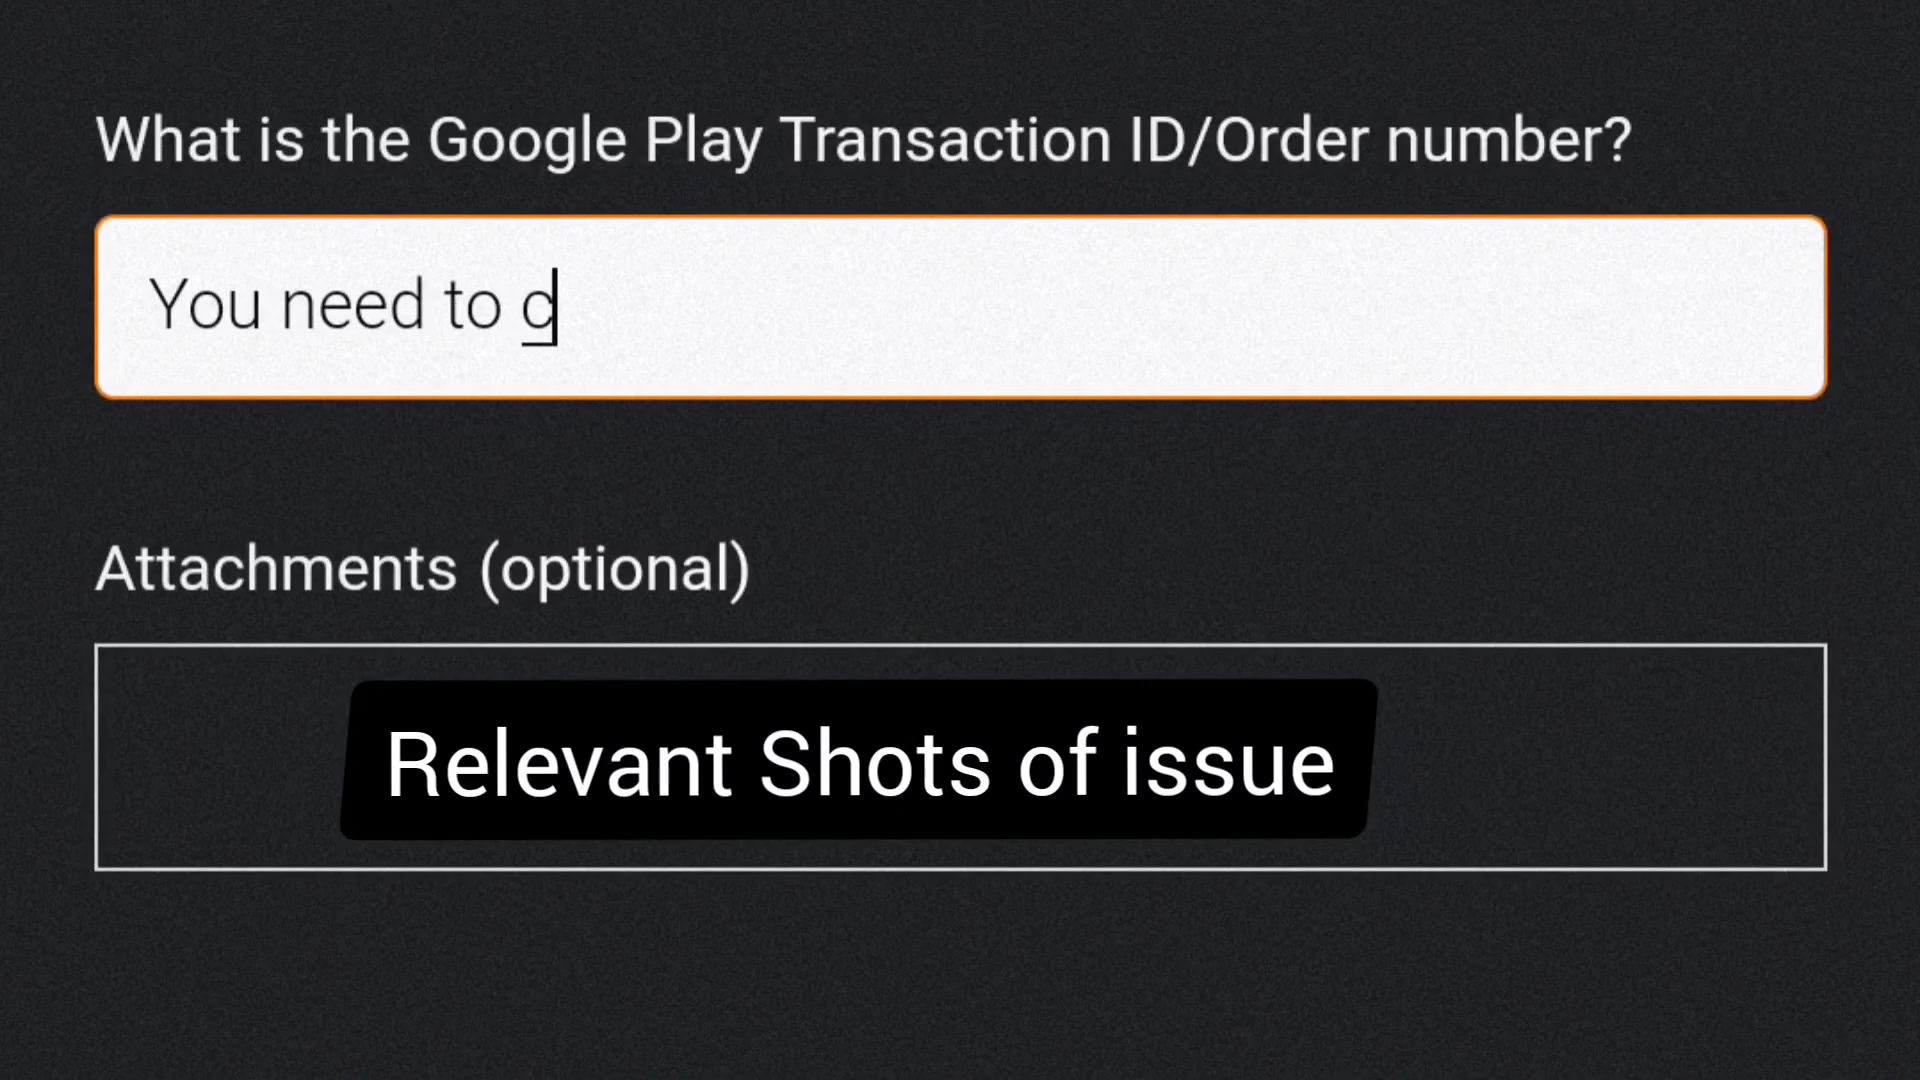 What is the Google Play Transaction ID/Order number?
You need to c
Attachments (optional)
Relevant Shots of issue